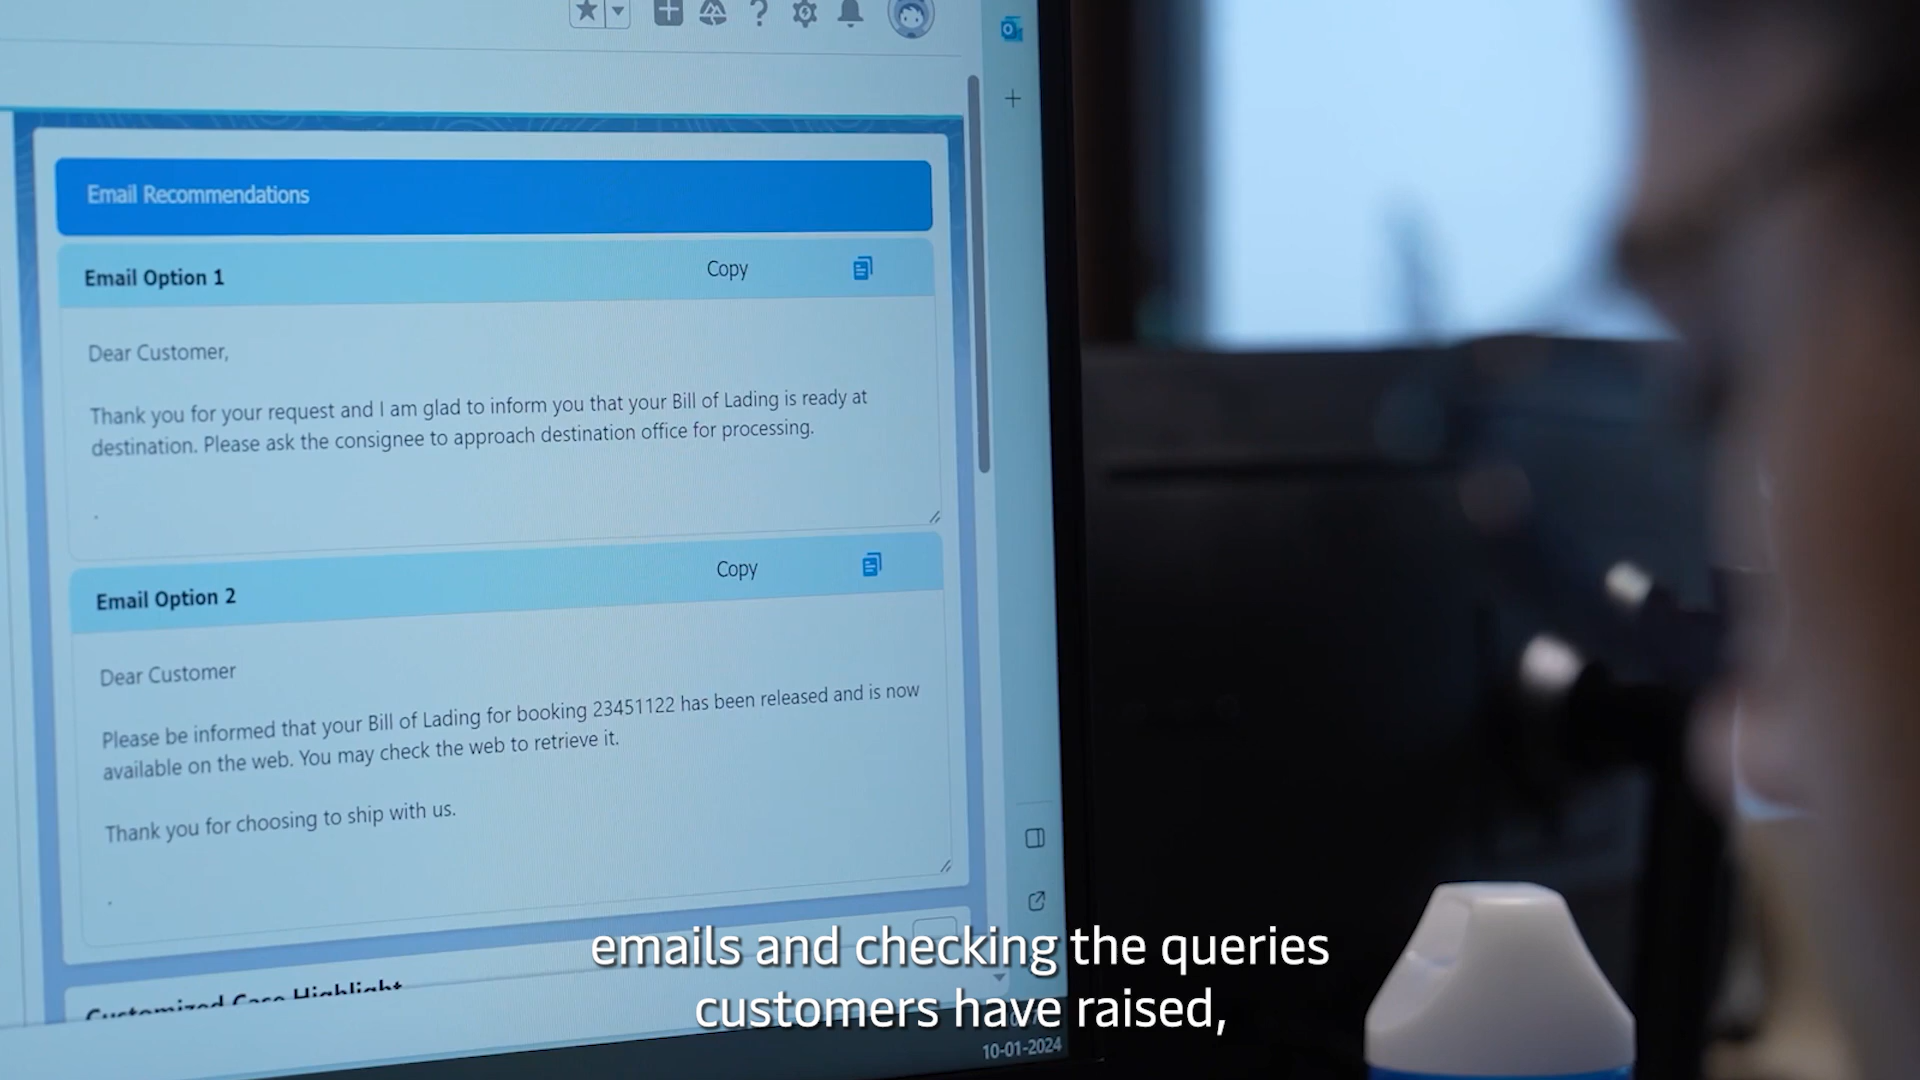 Email Recommendations
Email Option 1
Copy
Dear Customer,
Thank you for your request and I am glad to inform you that your Bill of Lading is ready at
destination. Please ask the consignee to approach destination office for processing.
.
Email Option 2
Copy
Dear Customer
Please be informed that your Bill of Lading for booking 23451122 has been released and is now
available on the web. You may check the web to retrieve it.
Thank you for choosing to ship with us.
.
Customized Case Highlight
emails and checking the queries
customers have raised,
10-01-2024